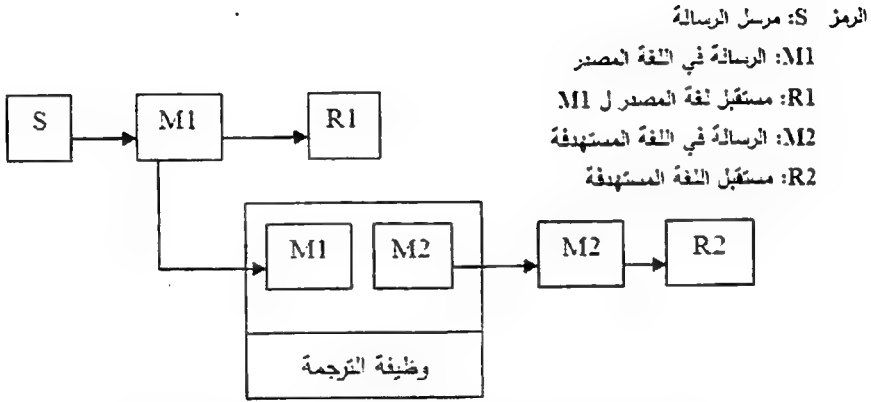 الرمز S: مرسل الرسالة
M1: الرسالة في اللغة المصدر
R1: مستقبل لغة المصدر ل M1
M2: الرسالة في اللغة المستهدفة
R2: مستقبل اللغة المستهدفة
S M1 R1
M1 M2 M2 R2
وظيفة الترجمة